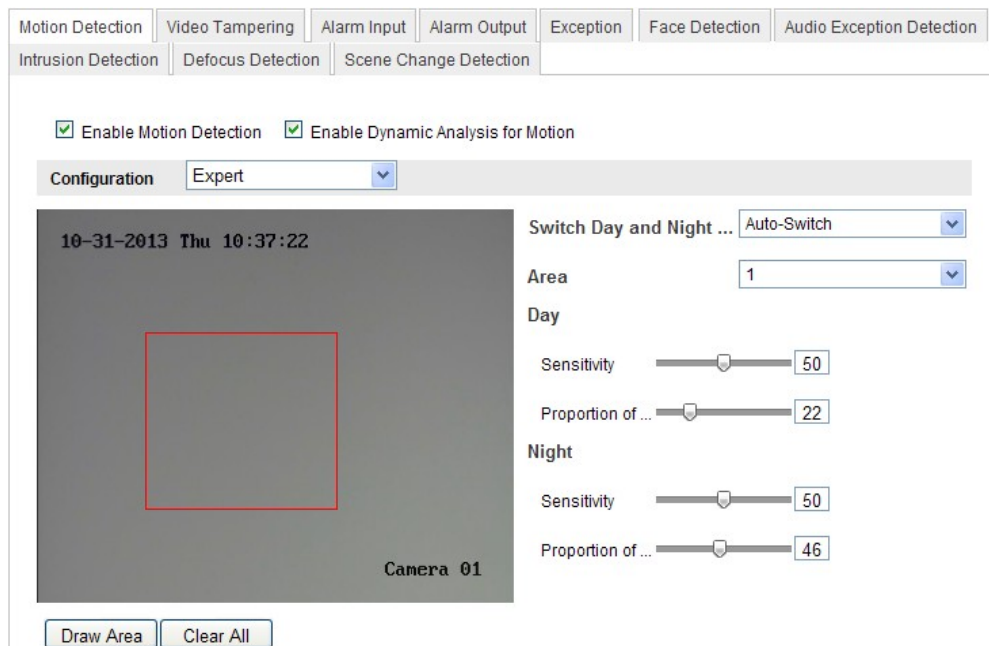 Motion Detection Video Tampering Alarm Input Alarm Output Exception Face Detection Audio Exception Detection
Intrusion Detection Defocus Detection Scene Change Detection
Enable Motion Detection Enable Dynamic Analysis for Motion
Configuration Expert
10-31-2013 Thu 10:37:22
Camera 01
Switch Day and Night ... Auto-Switch
Area 1
Day
Sensitivity 50
Proportion of ... 22
Night
Sensitivity 50
Proportion of ... 46
Draw Area Clear All